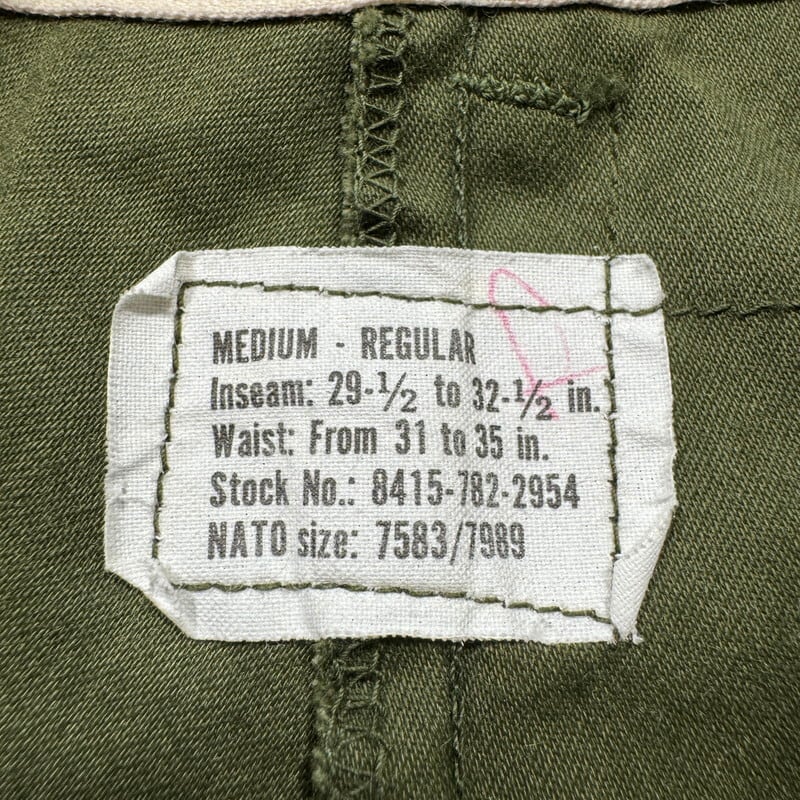 MEDIUM - REGULAR
Inseam: 29-½ to 32-½ in.
Waist: From 31 to 35 in.
Stock No.: 8415-782-2954
NATO size: 7583/7989